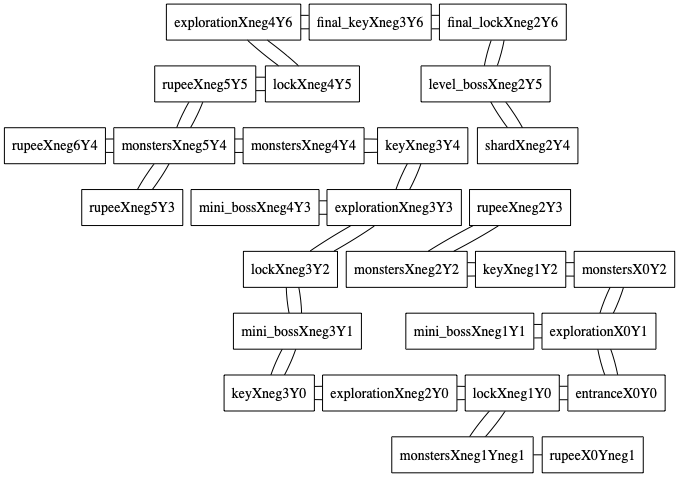 explorationXneg4Y6
final_keyXneg3Y6
final_lockXneg2Y6
rupeeXneg5Y5
lockXneg4Y5
level_bossXneg2Y5
rupeeXneg6Y4
monstersXneg5Y4
monstersXneg4Y4
keyXneg3Y4
shardXneg2Y4
rupeeXneg5Y3
mini_bossXneg4Y3
explorationXneg3Y3
rupeeXneg2Y3
lockXneg3Y2
monstersXneg2Y2
keyXneg1Y2
monstersX0Y2
mini_bossXneg3Y1
mini_bossXneg1Y1
explorationX0Y1
keyXneg3Y0
explorationXneg2Y0
lockXneg1Y0
entranceX0Y0
monstersXneg1Yneg1
rupeeX0Yneg1